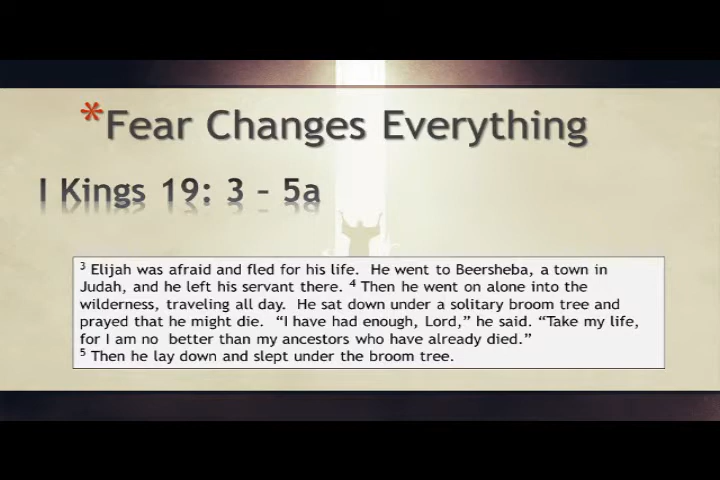 *Fear Changes Everything
I Kings 19: 3 – 5a
3 Elijah was afraid and fled for his life.  He went to Beersheba, a town in
Judah, and he left his servant there. 4 Then he went on alone into the
wilderness, traveling all day.  He sat down under a solitary broom tree and
prayed that he might die.  “I have had enough, Lord,” he said. “Take my life,
for I am no  better than my ancestors who have already died.”
5 Then he lay down and slept under the broom tree.